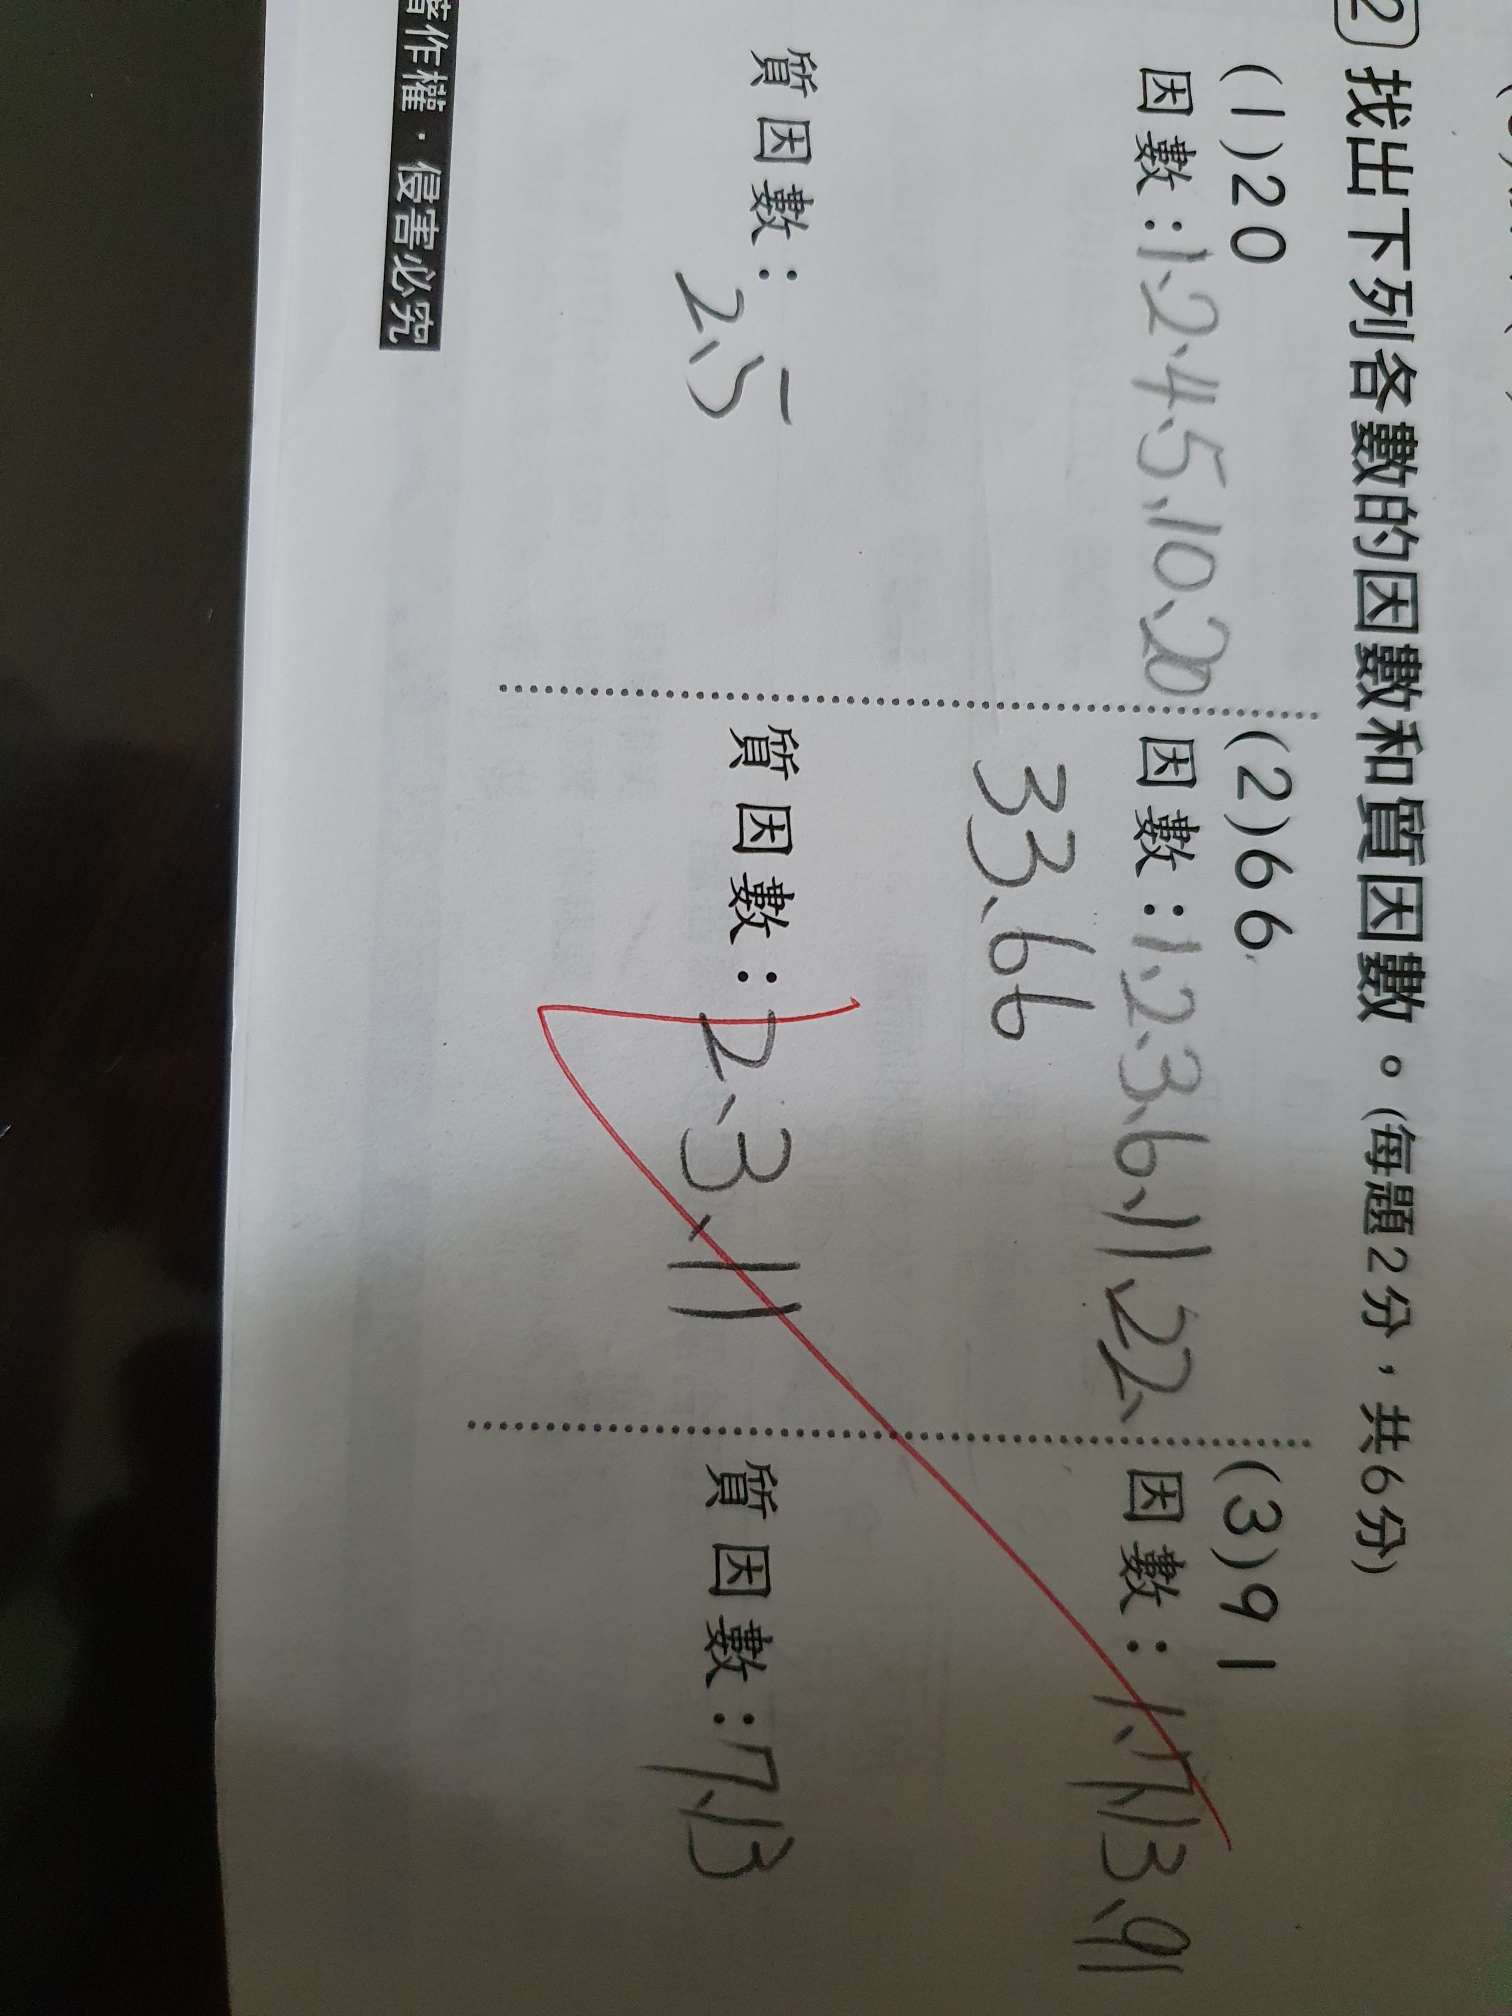 2 找出下列各數的因數和質因數。(每題2分，共6分)
(1)20
因數：1、2、4、5、10、20
質因數：2、5
(2)66
因數：1、2、3、6、11、22、
33、66
質因數：2、3、11
(3)91
因數：1、7、13、91
質因數：7、13
著作權·侵害必究